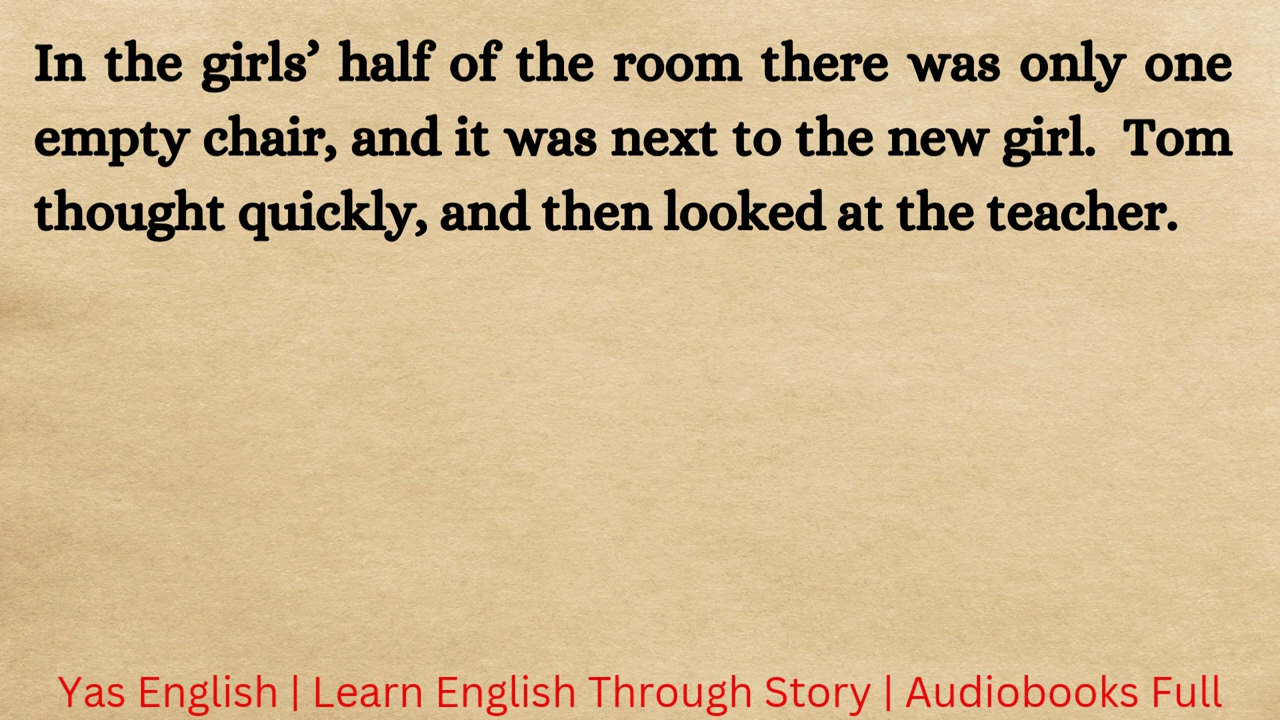 In the girls’ half of the room there was only one
empty chair, and it was next to the new girl.  Tom
thought quickly, and then looked at the teacher.
Yas English | Learn English Through Story | Audiobooks Full